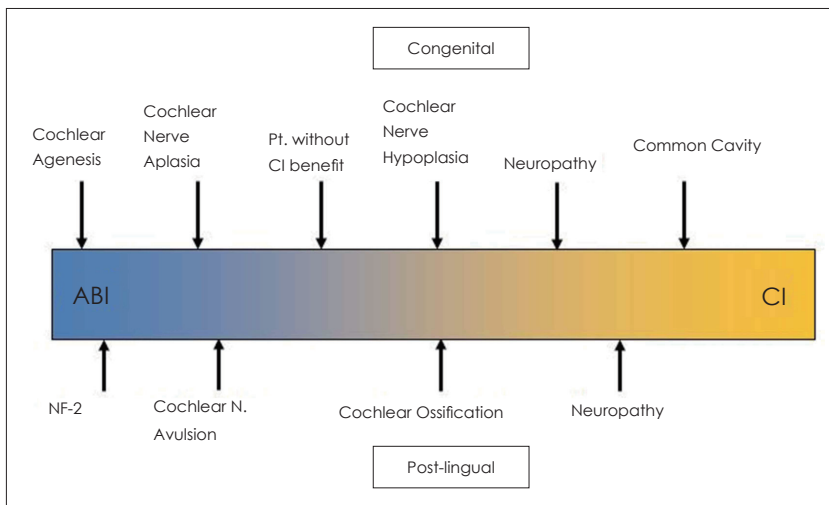 Congenital
Cochlear
Agenesis
Cochlear
Nerve
Aplasia
Pt. without
CI benefit
Cochlear
Nerve
Hypoplasia
Neuropathy
Common Cavity
ABI
CI
NF-2
Cochlear N.
Avulsion
Cochlear Ossification
Neuropathy
Post-lingual